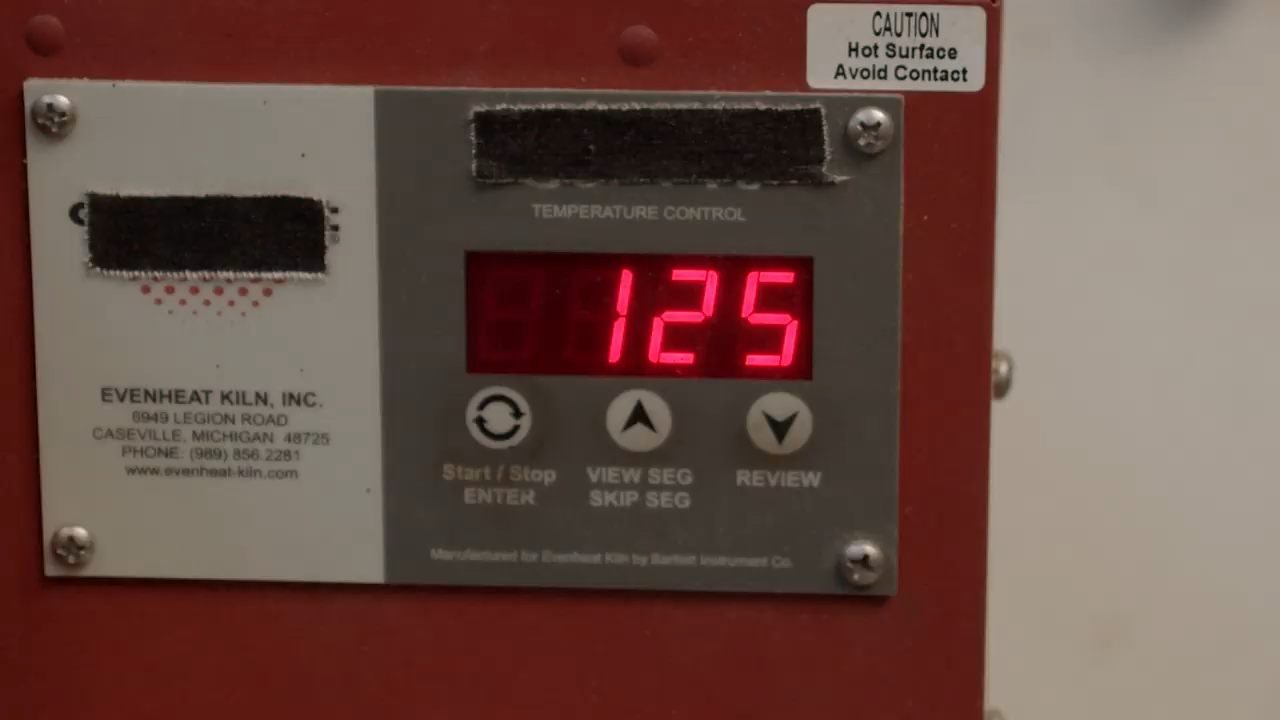 CAUTION
Hot Surface
Avoid Contact
TEMPERATURE CONTROL
125
EVENHEAT KILN, INC.
6949 LEGION ROAD
CASEVILLE, MICHIGAN 48725
PHONE: (989) 856.2281
www.evenheat-kiln.com
Start / Stop
ENTER
VIEW SEG
SKIP SEG
REVIEW
Manufactured for Evenheat Kiln by Bartlett Instrument Co.